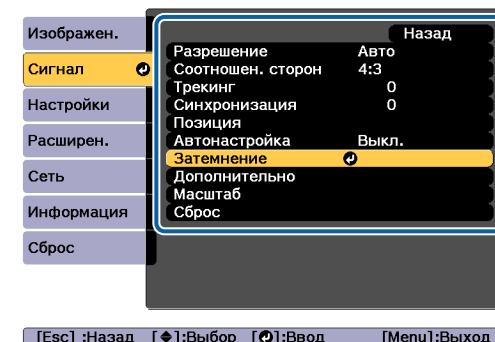 Изображен.
Сигнал
Настройки
Расширен.
Сеть
Информация
Сброс
Назад
Разрешение Авто
Соотношен. сторон 4:3
Трекинг 0
Синхронизация 0
Позиция
Автонастройка Выкл.
Затемнение
Дополнительно
Масштаб
Сброс
[Esc] :Назад [◆]:Выбор [↵]:Ввод [Menu]:Выход